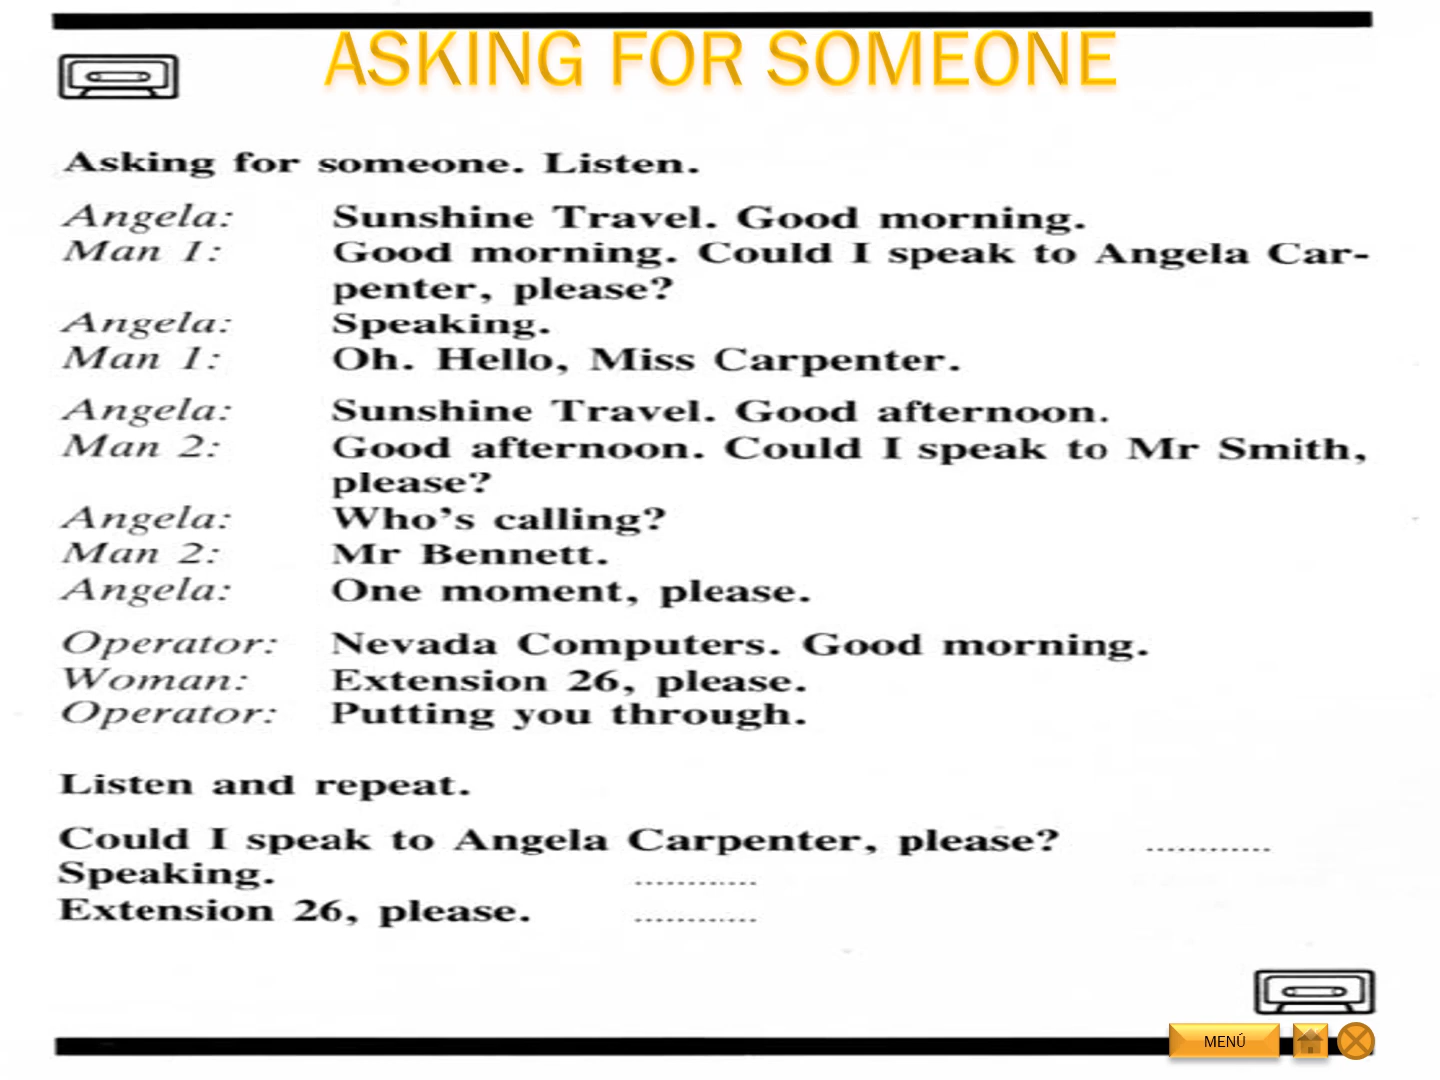 ASKING FOR SOMEONE
Asking for someone. Listen.
Angela: Sunshine Travel. Good morning.
Man 1: Good morning. Could I speak to Angela Car-
penter, please?
Angela: Speaking.
Man 1: Oh. Hello, Miss Carpenter.
Angela: Sunshine Travel. Good afternoon.
Man 2: Good afternoon. Could I speak to Mr Smith,
please?
Angela: Who's calling?
Man 2: Mr Bennett.
Angela: One moment, please.
Operator: Nevada Computers. Good morning.
Woman: Extension 26, please.
Operator: Putting you through.
Listen and repeat.
Could I speak to Angela Carpenter, please? ............
Speaking. ............
Extension 26, please. ............
MENÚ